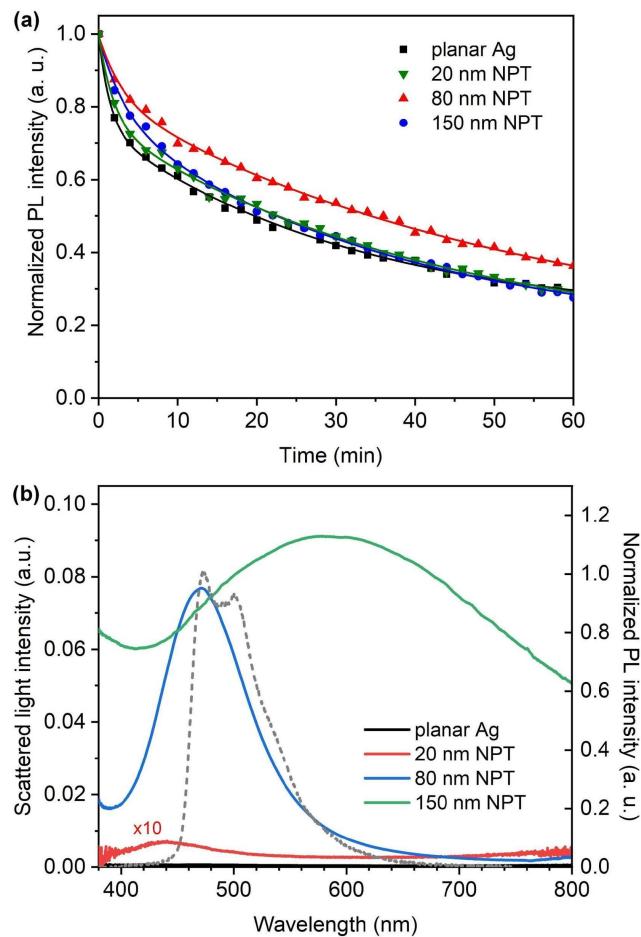 (a)
1.0
0.8
0.6
0.4
0.2
0.0
Normalized PL intensity (a. u.)
planar Ag
20 nm NPT
80 nm NPT
150 nm NPT
0 10 20 30 40 50 60
Time (min)
(b)
0.10
0.08
0.06
0.04
0.02
0.00
Scattered light intensity (a.u.)
x10
planar Ag
20 nm NPT
80 nm NPT
150 nm NPT
1.2
1.0
0.8
0.6
0.4
0.2
0.0
Normalized PL intensity (a. u.)
400 500 600 700 800
Wavelength (nm)